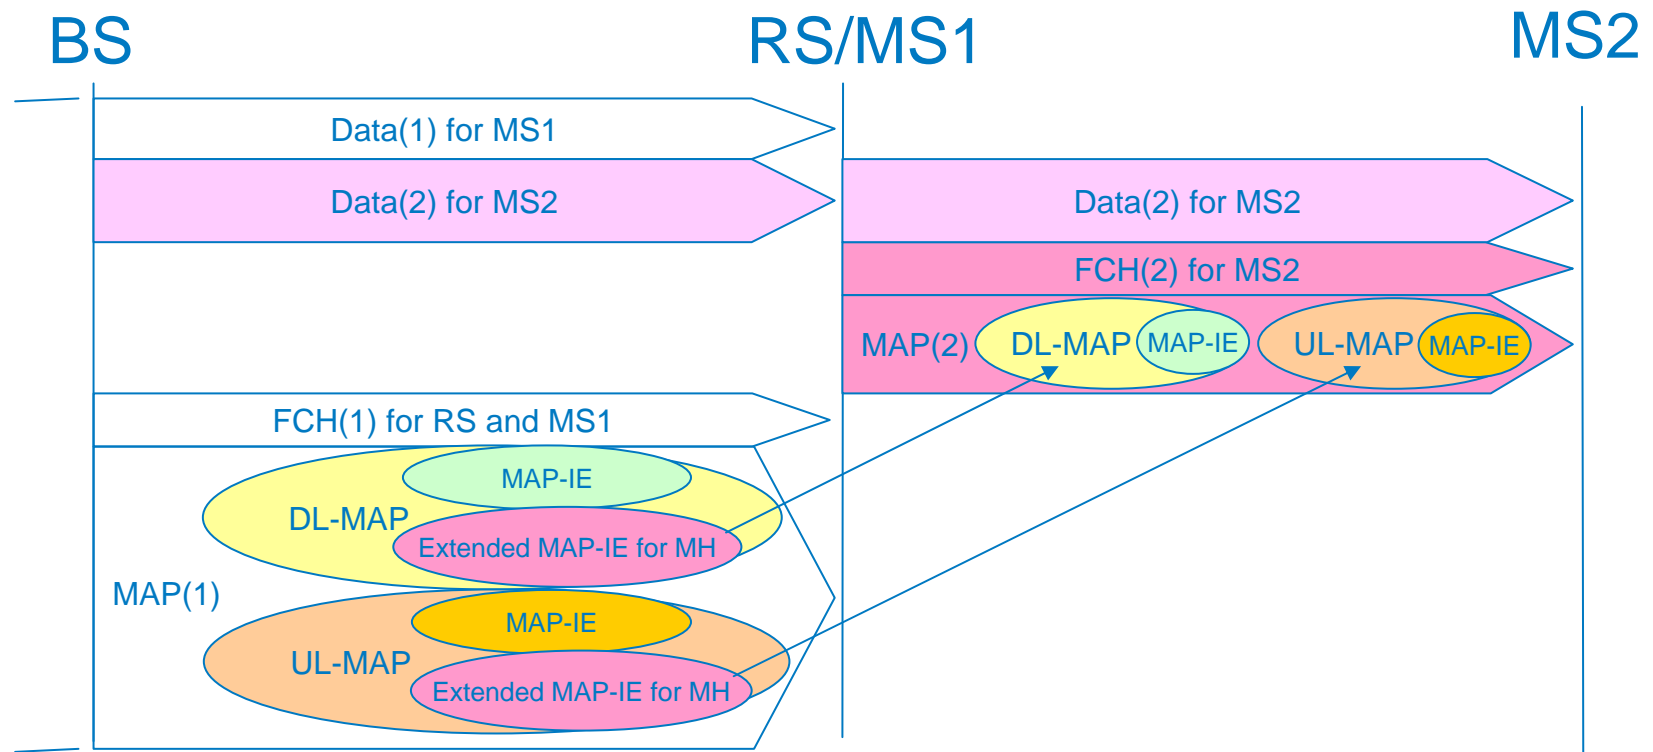 BS
RS/MS1
MS2
Data(1) for MS1
Data(2) for MS2
Data(2) for MS2
FCH(2) for MS2
MAP(2)
DL-MAP
MAP-IE
UL-MAP
MAP-IE
FCH(1) for RS and MS1
MAP-IE
DL-MAP
Extended MAP-IE for MH
MAP(1)
MAP-IE
UL-MAP
Extended MAP-IE for MH